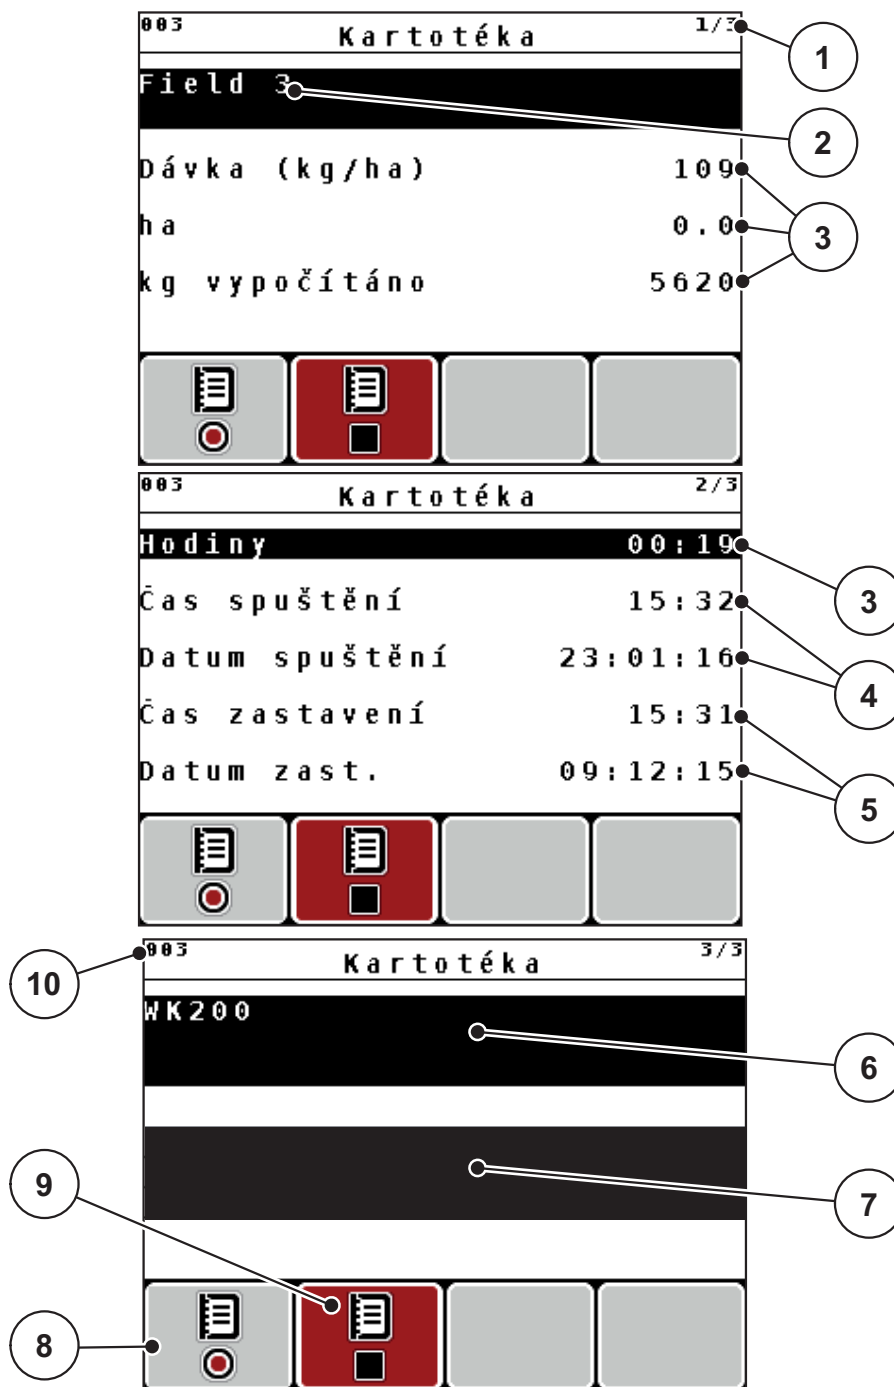 003 Kartotéka 1/3
1
Field 3
2
Dávka (kg/ha) 109
ha 0.0
3
kg vypočítáno 5620
003 Kartotéka 2/3
Hodiny 00:19
3
Čas spuštění 15:32
Datum spuštění 23:01:16
4
Čas zastavení 15:31
Datum zast. 09:12:15
5
003 Kartotéka 3/3
10
WK200
6
9
7
8